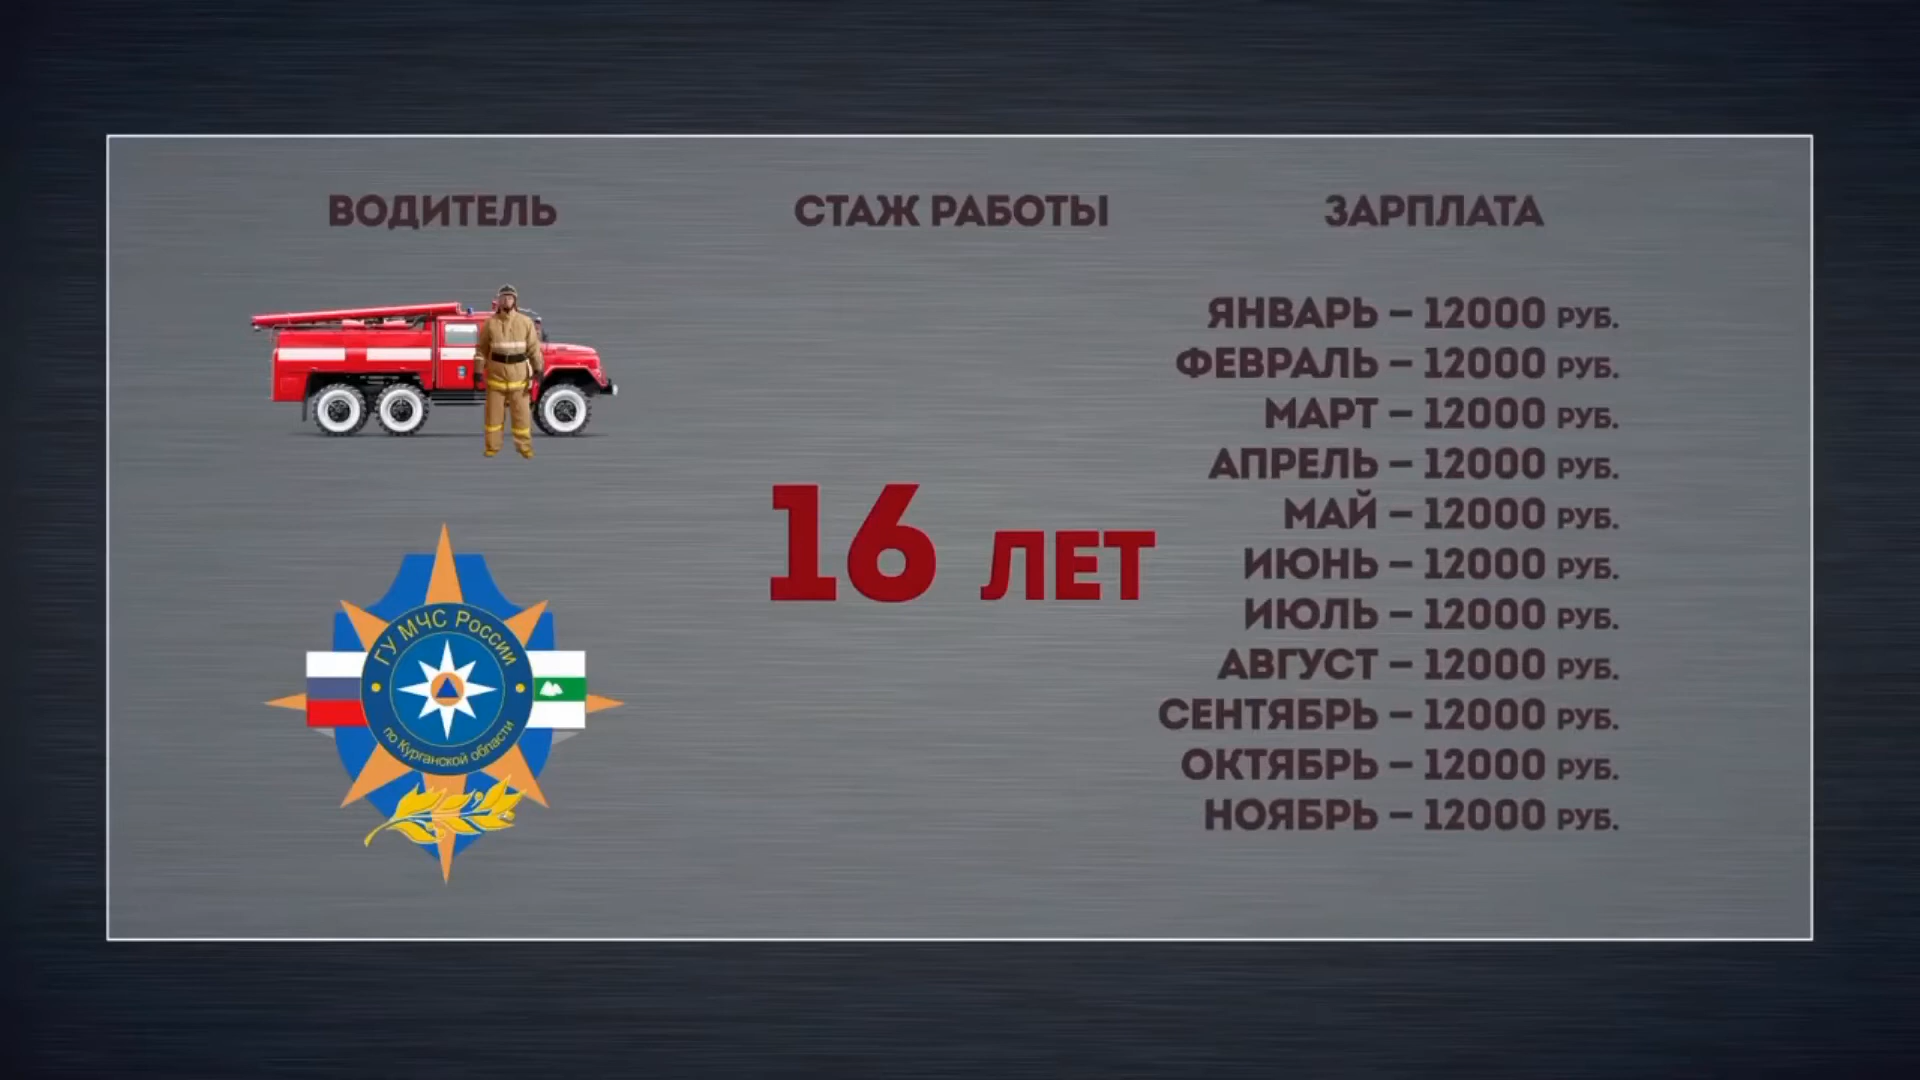 ВОДИТЕЛЬ
СТАЖ РАБОТЫ
ЗАРПЛАТА
ГУ МЧС России
по Курганской области
16 ЛЕТ
ЯНВАРЬ – 12000 РУБ.
ФЕВРАЛЬ – 12000 РУБ.
МАРТ – 12000 РУБ.
АПРЕЛЬ – 12000 РУБ.
МАЙ – 12000 РУБ.
ИЮНЬ – 12000 РУБ.
ИЮЛЬ – 12000 РУБ.
АВГУСТ – 12000 РУБ.
СЕНТЯБРЬ – 12000 РУБ.
ОКТЯБРЬ – 12000 РУБ.
НОЯБРЬ – 12000 РУБ.